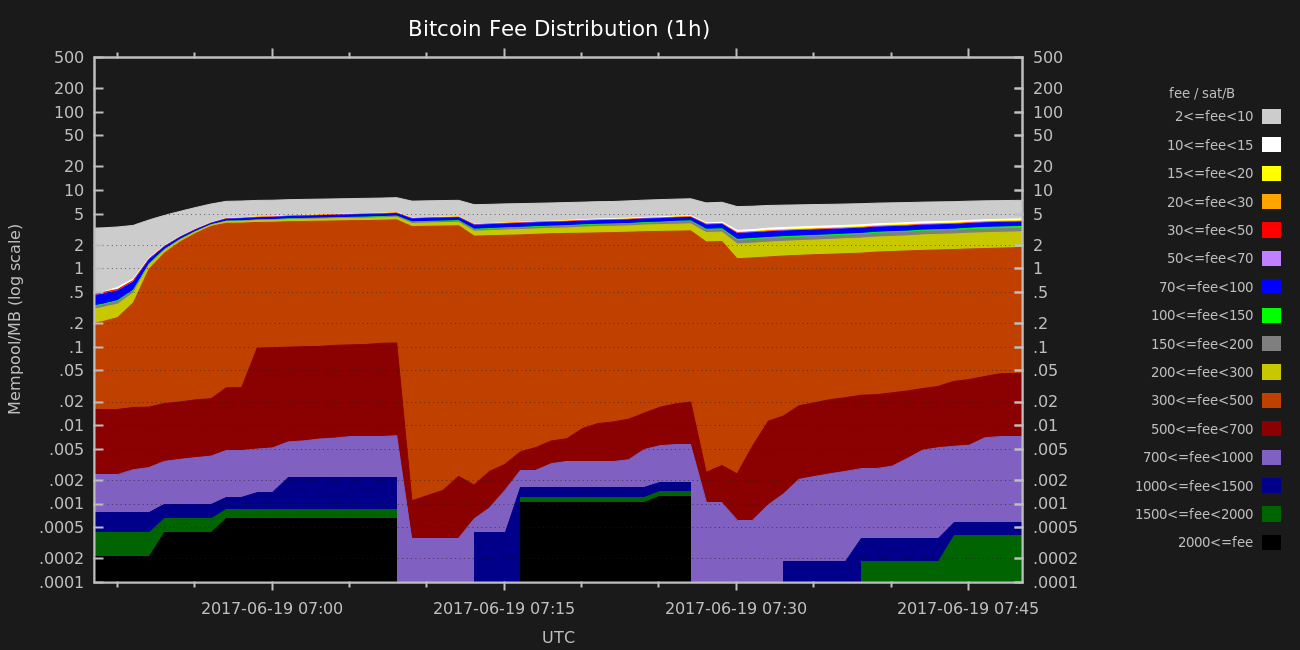 Bitcoin Fee Distribution (1h)
500 500
200 200
100 100
50 50
20 20
10 10
5 5
2 2
1 1
.5 .5
.2 .2
.1 .1
.05 .05
.02 .02
.01 .01
.005 .005
.002 .002
.001 .001
.0005 .0005
.0002 .0002
.0001 .0001
Mempool/MB (log scale)
2017-06-19 07:00 2017-06-19 07:15 2017-06-19 07:30 2017-06-19 07:45
UTC
fee / sat/B
2<=fee<10
10<=fee<15
15<=fee<20
20<=fee<30
30<=fee<50
50<=fee<70
70<=fee<100
100<=fee<150
150<=fee<200
200<=fee<300
300<=fee<500
500<=fee<700
700<=fee<1000
1000<=fee<1500
1500<=fee<2000
2000<=fee